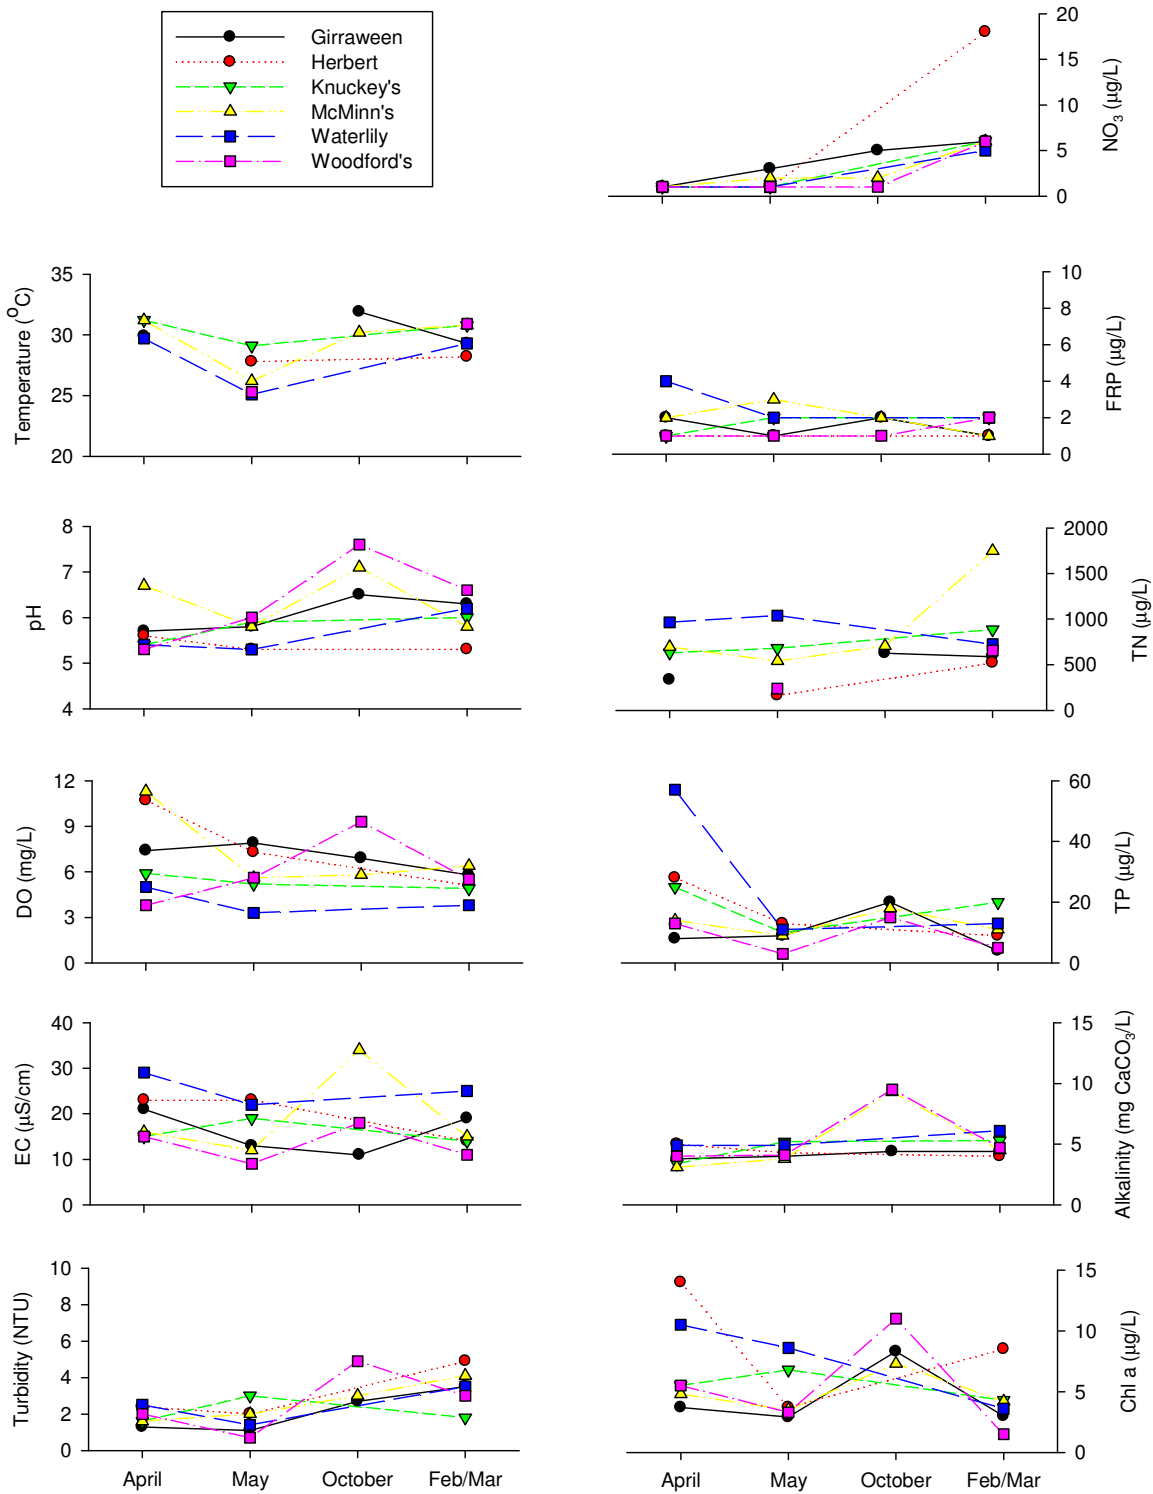 Girraween
Herbert
Knuckey's
McMinn's
Waterlily
Woodford's
20
15
10
5
0
NO3 (µg/L)
35
30
25
20
Temperature (°C)
10
8
6
4
2
0
FRP (µg/L)
8
7
6
5
4
pH
2000
1500
1000
500
0
TN (µg/L)
12
9
6
3
0
DO (mg/L)
60
40
20
0
TP (µg/L)
40
30
20
10
0
EC (µS/cm)
15
10
5
0
Alkalinity (mg CaCO3/L)
10
8
6
4
2
0
Turbidity (NTU)
April May October Feb/Mar
15
10
5
0
Chl a (µg/L)
April May October Feb/Mar